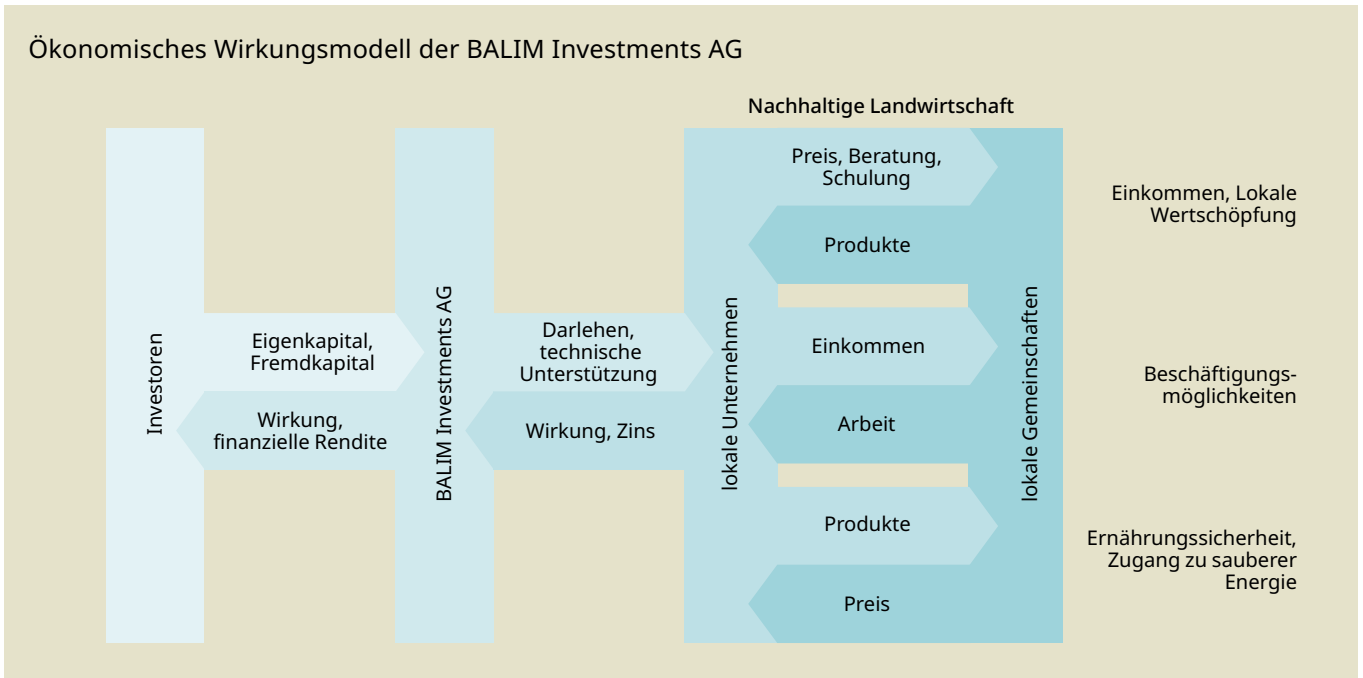 Ökonomisches Wirkungsmodell der BALIM Investments AG
Nachhaltige Landwirtschaft
Investoren
Eigenkapital,
Fremdkapital
Wirkung,
finanzielle Rendite
BALIM Investments AG
Darlehen,
technische
Unterstützung
Wirkung, Zins
lokale Unternehmen
Preis, Beratung,
Schulung
Produkte
Einkommen
Arbeit
Produkte
Preis
lokale Gemeinschaften
Einkommen, Lokale
Wertschöpfung
Beschäftigungs-
möglichkeiten
Ernährungssicherheit,
Zugang zu sauberer
Energie